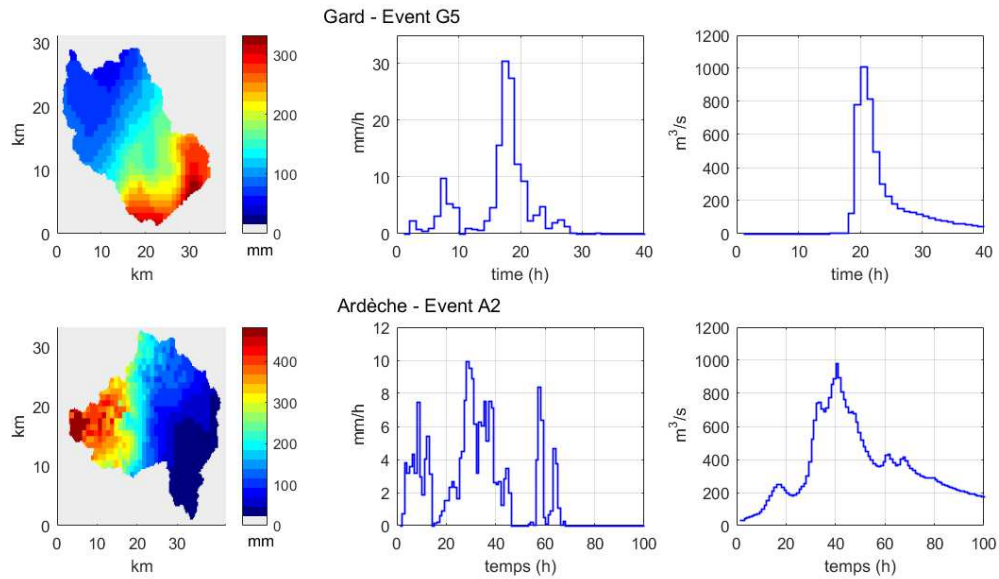 Gard - Event G5
30
20
10
0
km
0 10 20 30
km
300
200
100
0
mm
30
20
10
0
mm/h
0 10 20 30 40
time (h)
1200
1000
800
600
400
200
0
m³/s
0 10 20 30 40
time (h)
Ardèche - Event A2
30
20
10
0
km
0 10 20 30
km
400
300
200
100
0
mm
12
10
8
6
4
2
0
mm/h
0 20 40 60 80 100
temps (h)
1200
1000
800
600
400
200
0
m³/s
0 20 40 60 80 100
temps (h)